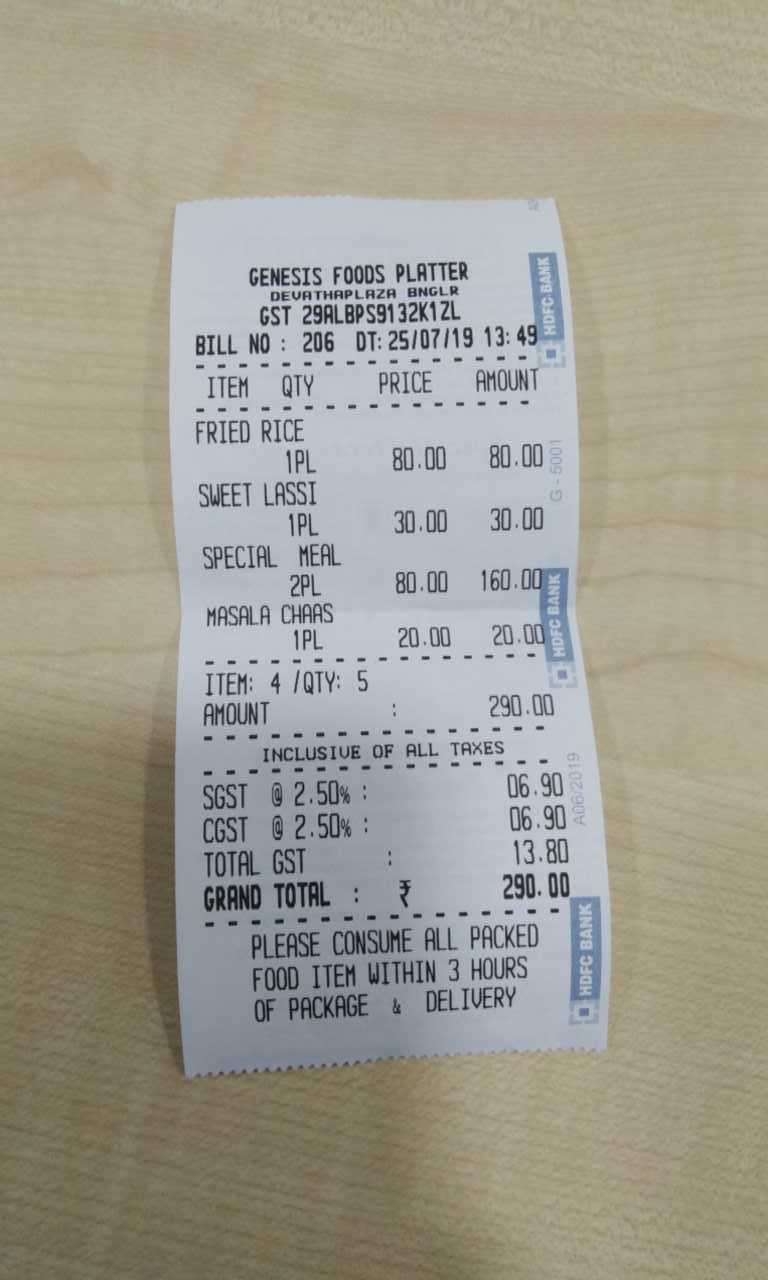 GENESIS FOODS PLATTER
DEVATHAPLAZA BNGLR
GST 29ALBPS9132K1ZL
BILL NO : 206 DT: 25/07/19 13:49
ITEM QTY PRICE AMOUNT
FRIED RICE
1PL 80.00 80.00
SWEET LASSI
1PL 30.00 30.00
SPECIAL MEAL
2PL 80.00 160.00
MASALA CHAAS
1PL 20.00 20.00
ITEM: 4 /QTY: 5
AMOUNT : 290.00
INCLUSIVE OF ALL TAXES
SGST @ 2.50% : 06.90
CGST @ 2.50% : 06.90
TOTAL GST : 13.80
GRAND TOTAL : ₹ 290.00
PLEASE CONSUME ALL PACKED
FOOD ITEM WITHIN 3 HOURS
OF PACKAGE & DELIVERY
HDFC BANK
G - 5001
HDFC BANK
A06/2019
HDFC BANK